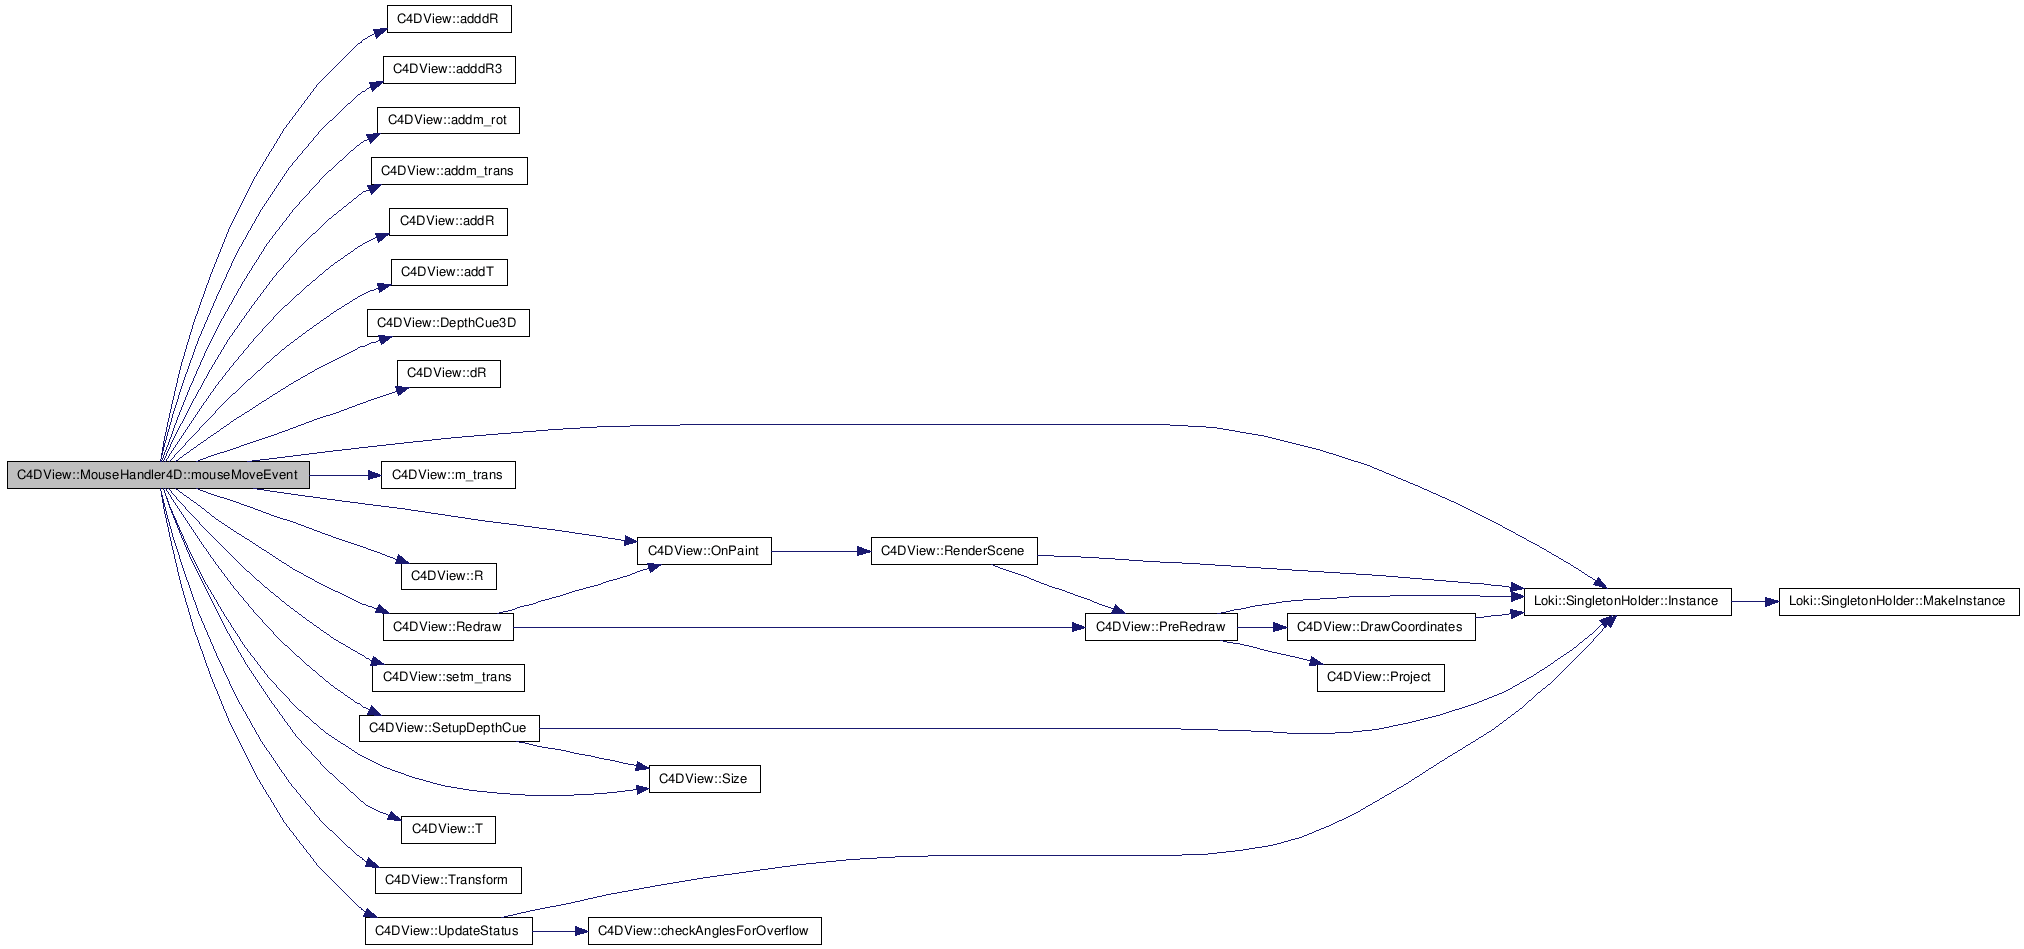 C4DView::adddR
C4DView::adddR3
C4DView::addm_rot
C4DView::addm_trans
C4DView::addR
C4DView::addT
C4DView::DepthCue3D
C4DView::dR
C4DView::MouseHandler4D::mouseMoveEvent
C4DView::m_trans
C4DView::OnPaint
C4DView::RenderScene
C4DView::R
Loki::SingletonHolder::Instance
Loki::SingletonHolder::MakeInstance
C4DView::Redraw
C4DView::PreRedraw
C4DView::DrawCoordinates
C4DView::setm_trans
C4DView::Project
C4DView::SetupDepthCue
C4DView::Size
C4DView::T
C4DView::Transform
C4DView::UpdateStatus
C4DView::checkAnglesForOverflow